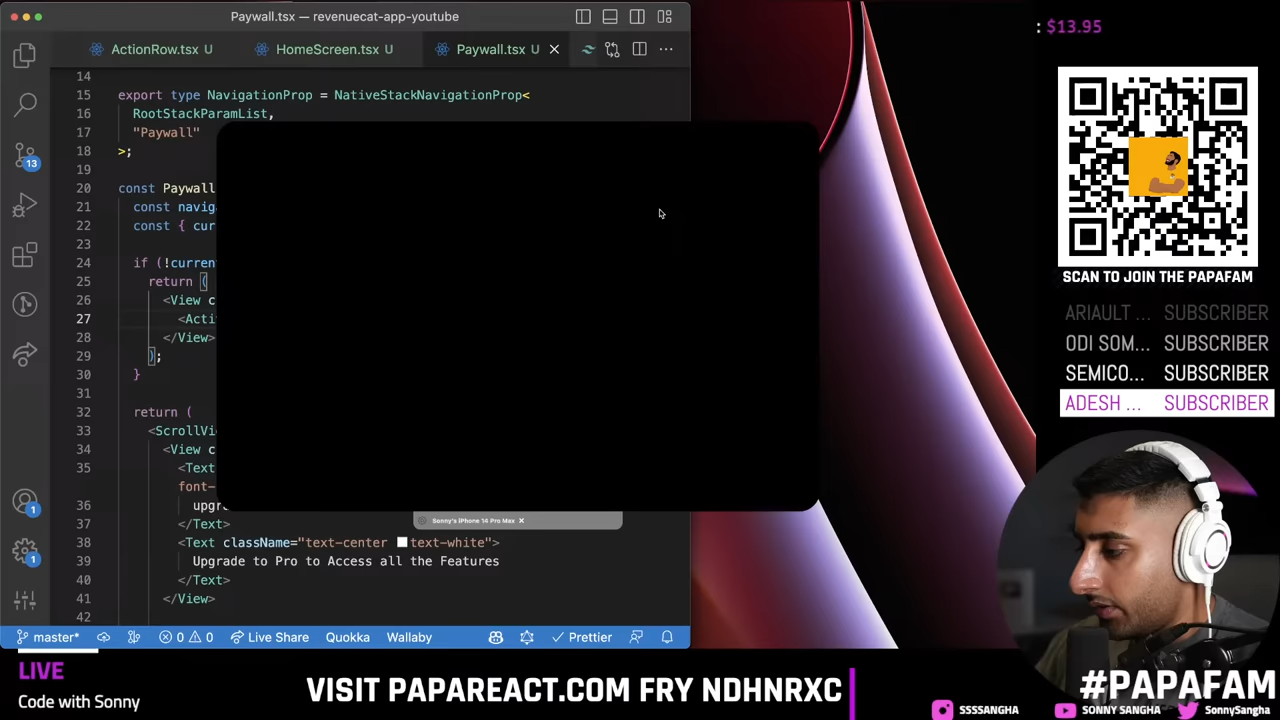 Paywall.tsx — revenuecat-app-youtube
ActionRow.tsx U
HomeScreen.tsx U
Paywall.tsx U
14
15 export type NavigationProp = NativeStackNavigationProp<
16 RootStackParamList,
17 "Paywall"
18 >;
19
20 const Paywall
21 const navig
22 const { cur
23
24 if (!curren
25 return (
26 <View c
27 <Acti
28 </View>
29 );
30 }
31
32 return (
33 <ScrollVi
34 <View c
35 <Text
font-
36 upgr
37 </Text>
38 <Text className="text-center text-white">
39 Upgrade to Pro to Access all the Features
40 </Text>
41 </View>
42
13
1
1
Sonny's iPhone 14 Pro Max
master* 0 0 Live Share Quokka Wallaby Prettier
: $13.95
SCAN TO JOIN THE PAPAFAM
ARIAULT ... SUBSCRIBER
ODI SOM... SUBSCRIBER
SEMICO... SUBSCRIBER
ADESH ... SUBSCRIBER
LIVE
Code with Sonny
VISIT PAPAREACT.COM FRY NDHNRXC
#PAPAFAM
SSSSANGHA
SONNY SANGHA
SonnySangha